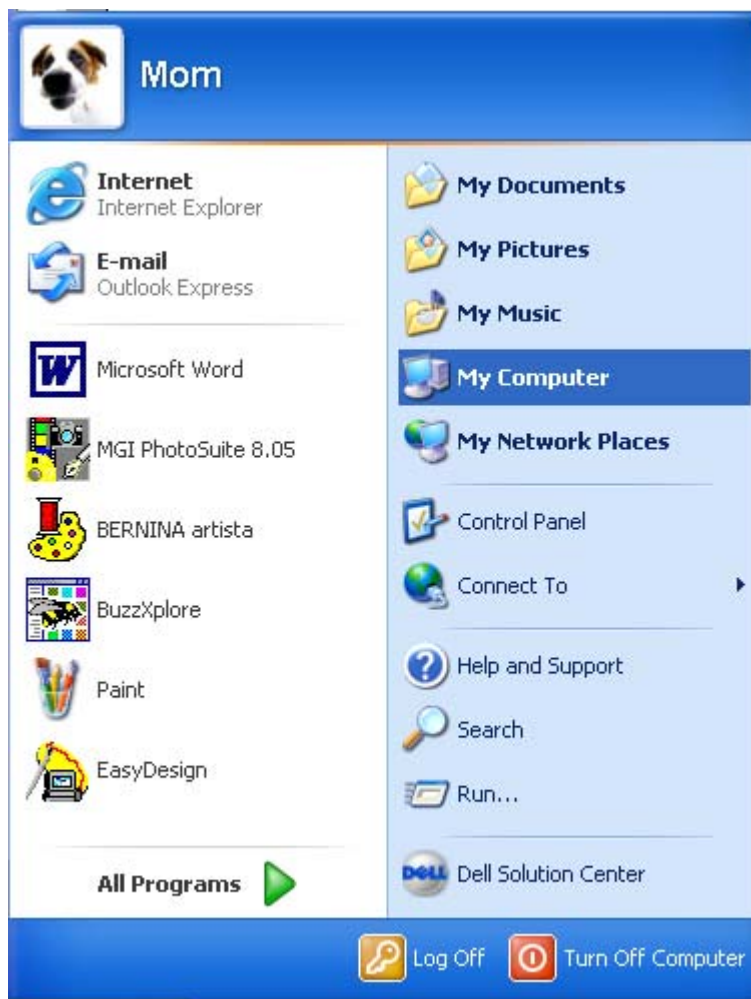 Mom
Internet
Internet Explorer
E-mail
Outlook Express
Microsoft Word
MGI PhotoSuite 8.05
BERNINA artista
BuzzXplore
Paint
EasyDesign
All Programs
My Documents
My Pictures
My Music
My Computer
My Network Places
Control Panel
Connect To
Help and Support
Search
Run...
DELL
Dell Solution Center
Log Off
Turn Off Computer